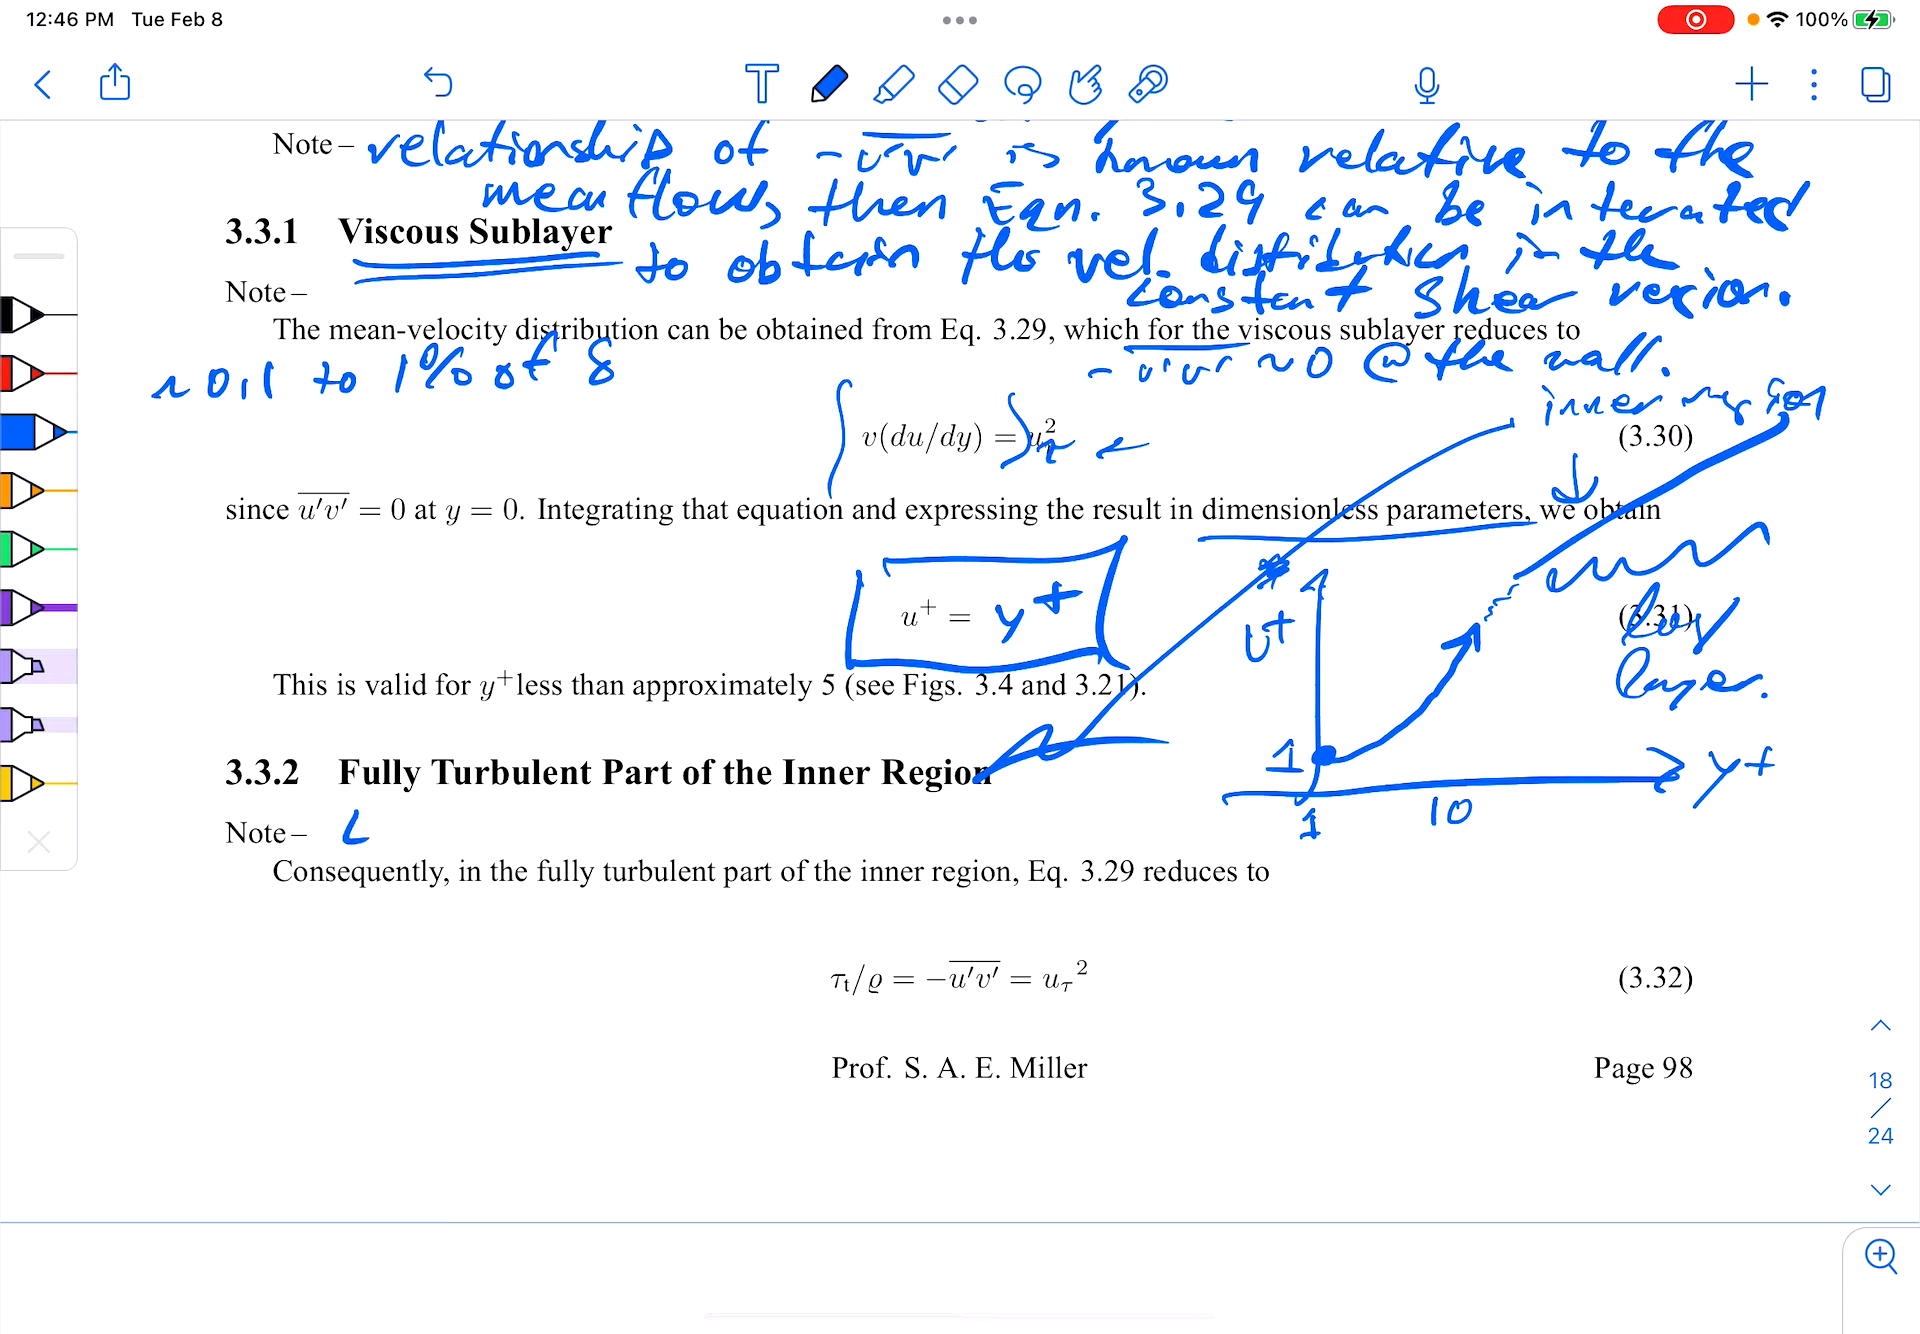 12:46 PM Tue Feb 8
100%
Note – relationship of -u'v' is known relative to the
mean flow, then Eqn. 3.29 can be integrated
3.3.1 Viscous Sublayer
to obtain the vel. distribution in the
constant shear region.
Note –
The mean-velocity distribution can be obtained from Eq. 3.29, which for the viscous sublayer reduces to
~ 0.1 to 1% of δ
-u'v' ~ 0 @ the wall.
inner region
ν(du/dy) = u_τ^2 ←
(3.30)
since u'v' = 0 at y = 0. Integrating that equation and expressing the result in dimensionless parameters, we obtain
u+ = y+
(3.31)
U+
log
layer.
This is valid for y+ less than approximately 5 (see Figs. 3.4 and 3.21).
1
y+
3.3.2 Fully Turbulent Part of the Inner Region
1
10
Note –
Consequently, in the fully turbulent part of the inner region, Eq. 3.29 reduces to
τt/ϱ = −u'v' = uτ^2
(3.32)
Prof. S. A. E. Miller
Page 98
18
/
24